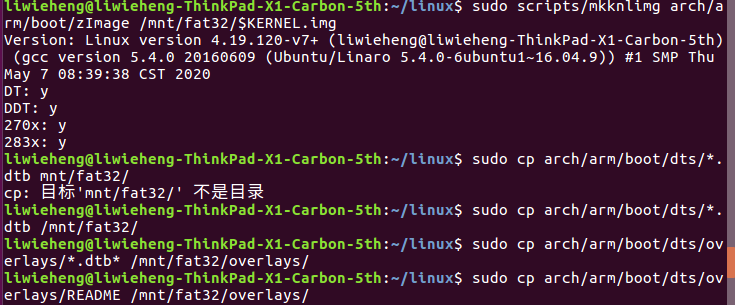 liwieheng@liwieheng-ThinkPad-X1-Carbon-5th:~/linux$ sudo scripts/mkknlimg arch/a
rm/boot/zImage /mnt/fat32/$KERNEL.img
Version: Linux version 4.19.120-v7+ (liwieheng@liwieheng-ThinkPad-X1-Carbon-5th)
 (gcc version 5.4.0 20160609 (Ubuntu/Linaro 5.4.0-6ubuntu1~16.04.9)) #1 SMP Thu
May 7 08:39:38 CST 2020
DT: y
DDT: y
270x: y
283x: y
liwieheng@liwieheng-ThinkPad-X1-Carbon-5th:~/linux$ sudo cp arch/arm/boot/dts/*.
dtb mnt/fat32/
cp: 目标'mnt/fat32/' 不是目录
liwieheng@liwieheng-ThinkPad-X1-Carbon-5th:~/linux$ sudo cp arch/arm/boot/dts/*.
dtb /mnt/fat32/
liwieheng@liwieheng-ThinkPad-X1-Carbon-5th:~/linux$ sudo cp arch/arm/boot/dts/ov
erlays/*.dtb* /mnt/fat32/overlays/
liwieheng@liwieheng-ThinkPad-X1-Carbon-5th:~/linux$ sudo cp arch/arm/boot/dts/ov
erlays/README /mnt/fat32/overlays/